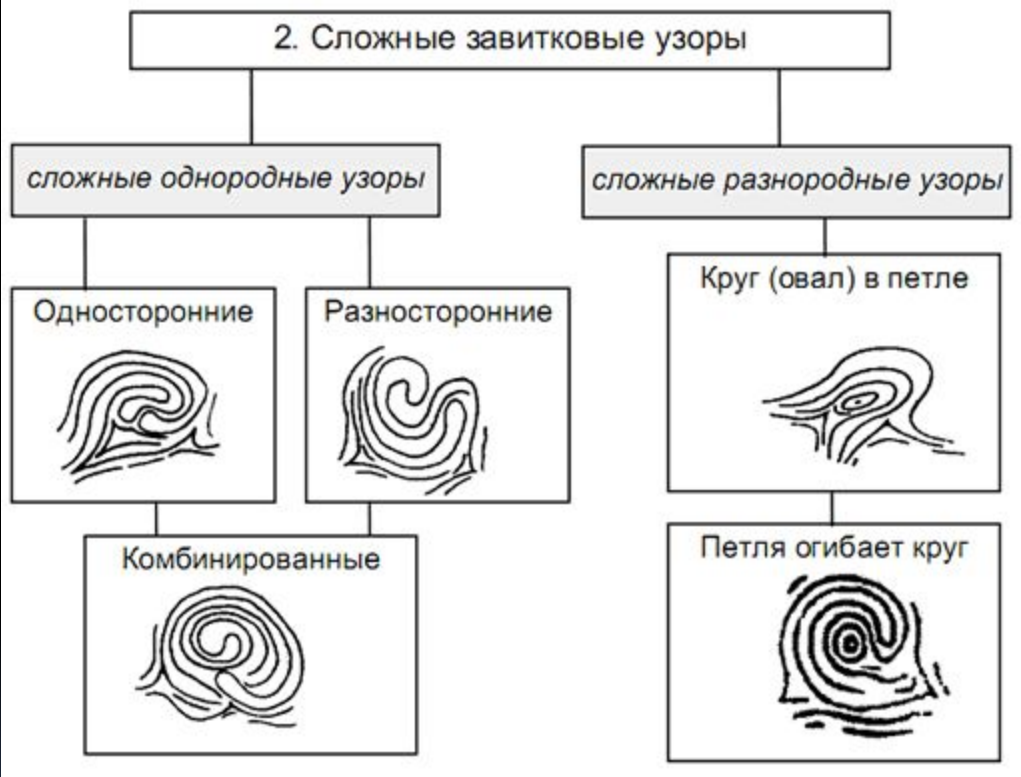 2. Сложные завитковые узоры
сложные однородные узоры
сложные разнородные узоры
Односторонние
Разносторонние
Круг (овал) в петле
Комбинированные
Петля огибает круг